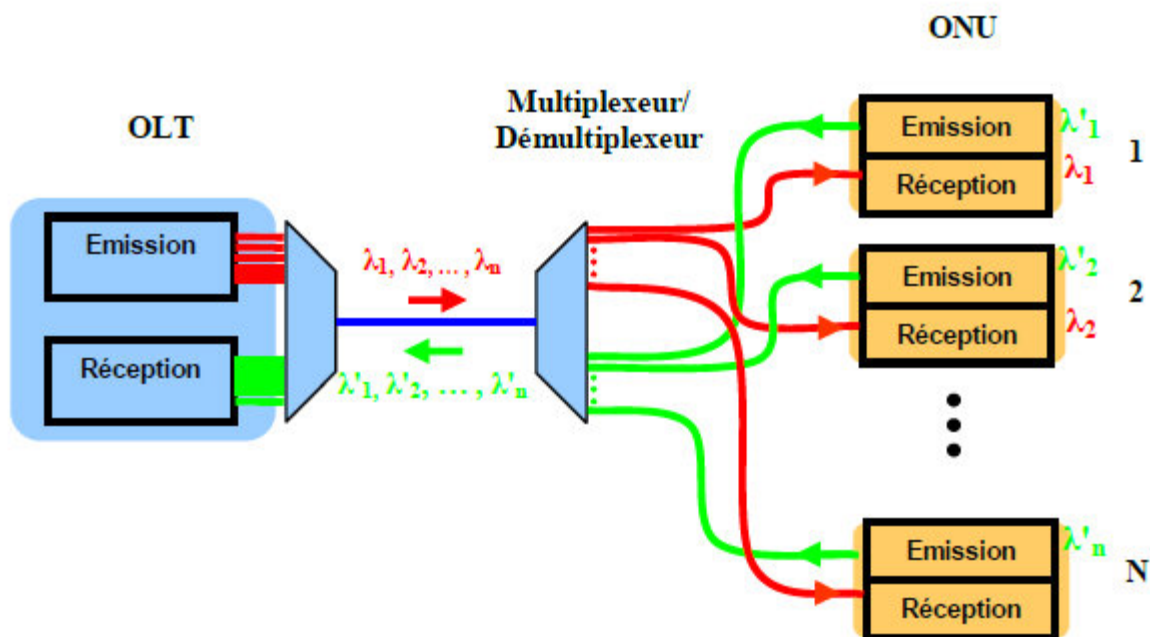 ONU
Multiplexeur/
Démultiplexeur
OLT
Emission
Réception
λ1, λ2, ... , λn
λ'1, λ'2, ... , λ'n
Emission
λ'1
Réception
λ1
1
Emission
λ'2
Réception
λ2
2
Emission
λ'n
Réception
N